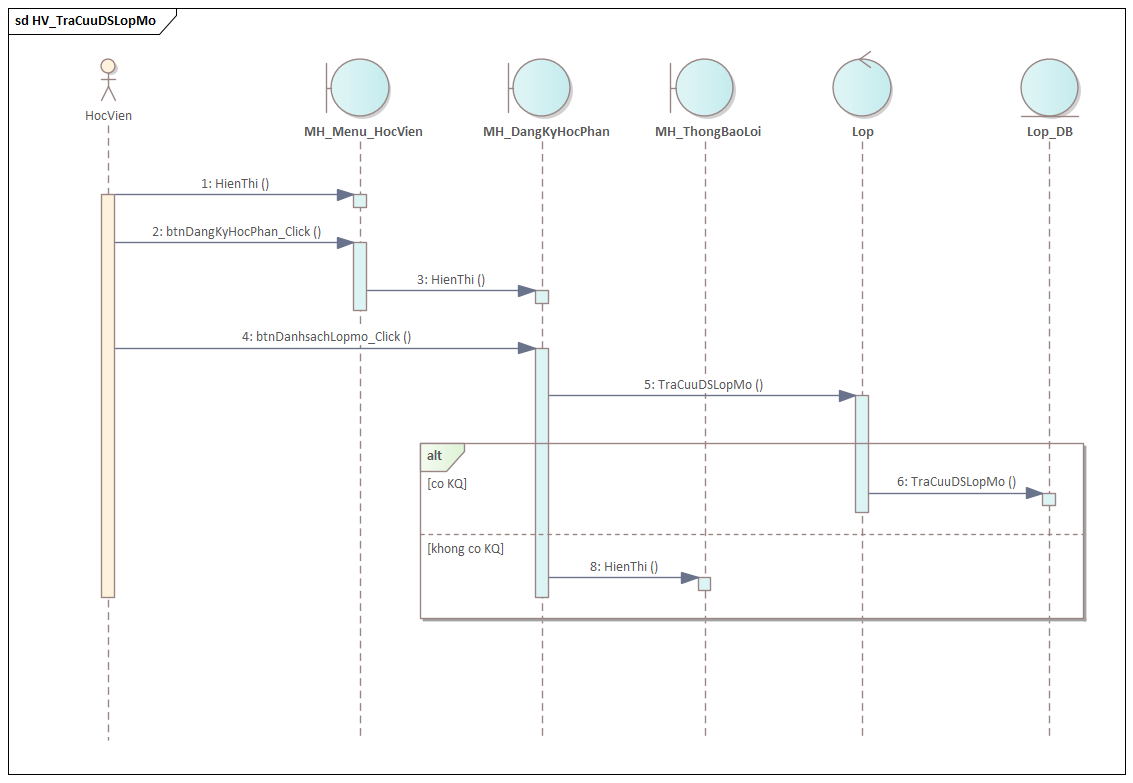 sd HV_TraCuuDSLopMo
HocVien
MH_Menu_HocVien
MH_DangKyHocPhan
MH_ThongBaoLoi
Lop
Lop_DB
1: HienThi ()
2: btnDangKyHocPhan_Click ()
3: HienThi ()
4: btnDanhsachLopmo_Click ()
5: TraCuuDSLopMo ()
alt
[co KQ]
6: TraCuuDSLopMo ()
[khong co KQ]
8: HienThi ()